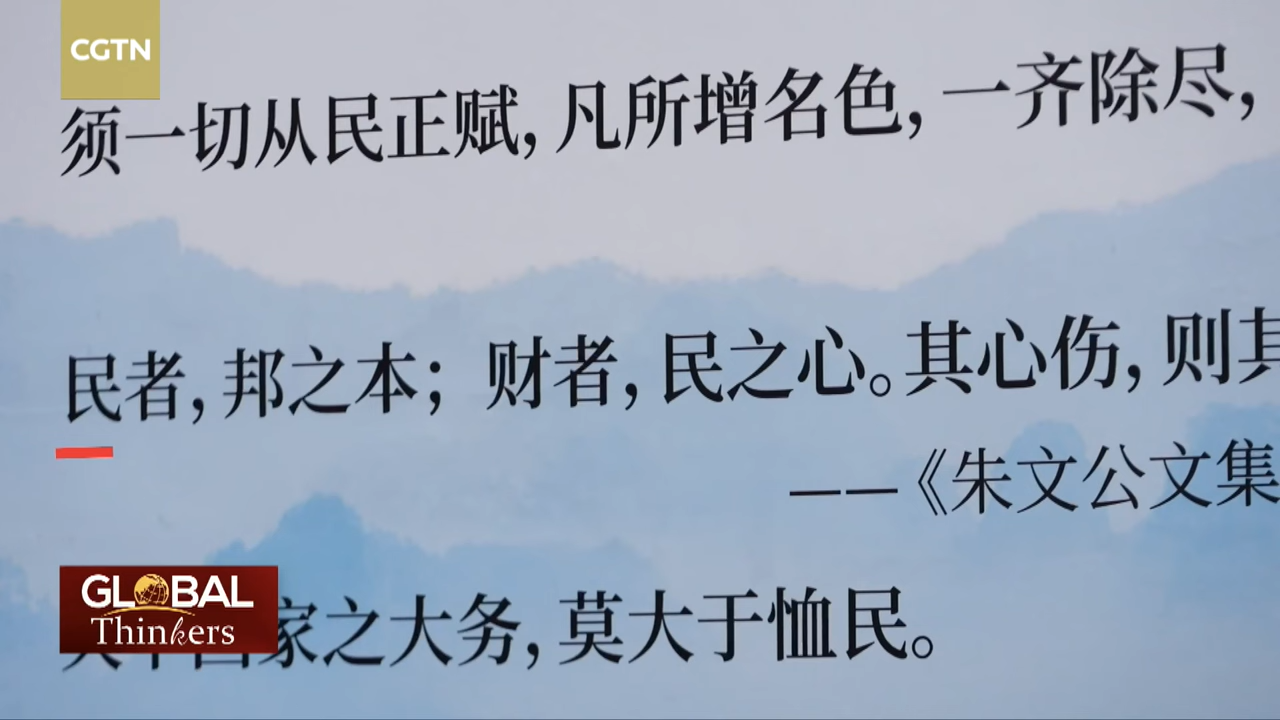 CGTN
须一切从民正赋，凡所增名色，一齐除尽，
民者，邦之本；财者，民之心。其心伤，则其
——《朱文公文集
家之大务，莫大于恤民。
GLOBAL
Thinkers